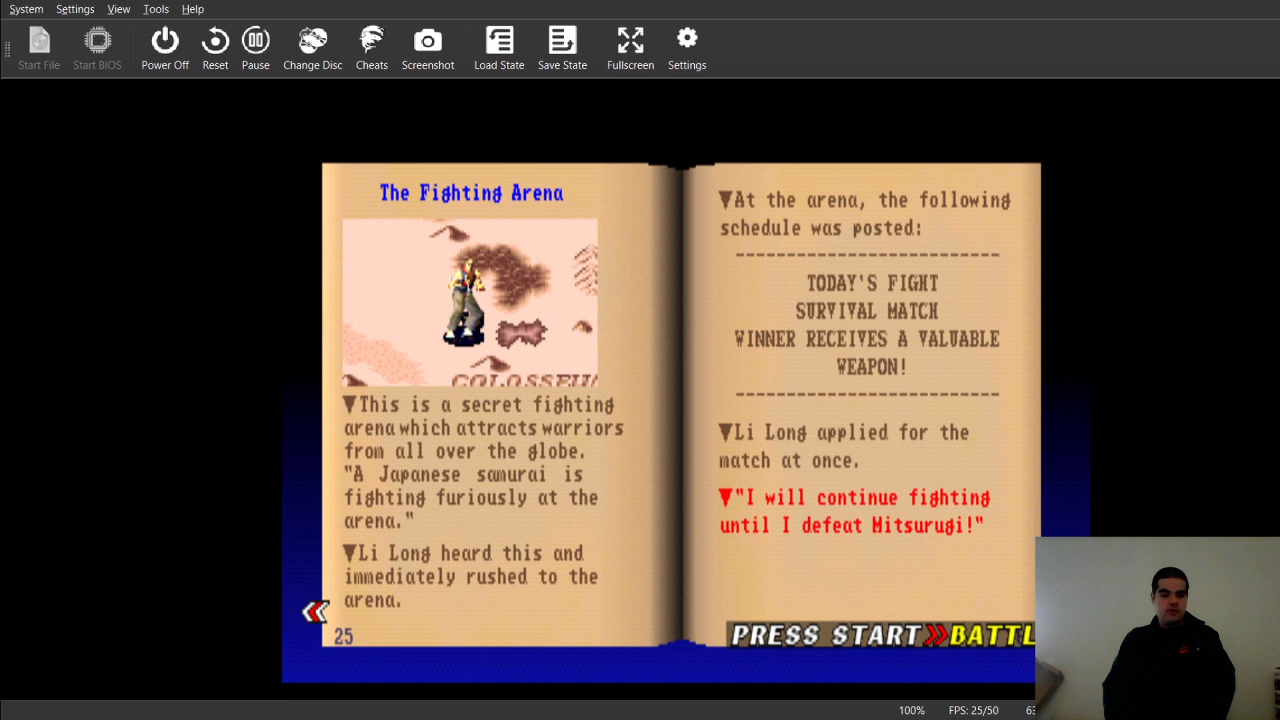 System Settings View Tools Help
Start File Start BIOS Power Off Reset Pause Change Disc Cheats Screenshot Load State Save State Fullscreen Settings
The Fighting Arena
▼This is a secret fighting
arena which attracts warriors
from all over the globe.
"A Japanese samurai is
fighting furiously at the
arena."
▼Li Long heard this and
immediately rushed to the
arena.
25
▼At the arena, the following
schedule was posted:
--------------------------
TODAY'S FIGHT
SURVIVAL MATCH
WINNER RECEIVES A VALUABLE
WEAPON!
--------------------------
▼Li Long applied for the
match at once.
▼"I will continue fighting
until I defeat Mitsurugi!"
PRESS START BATTL
100% FPS: 25/50